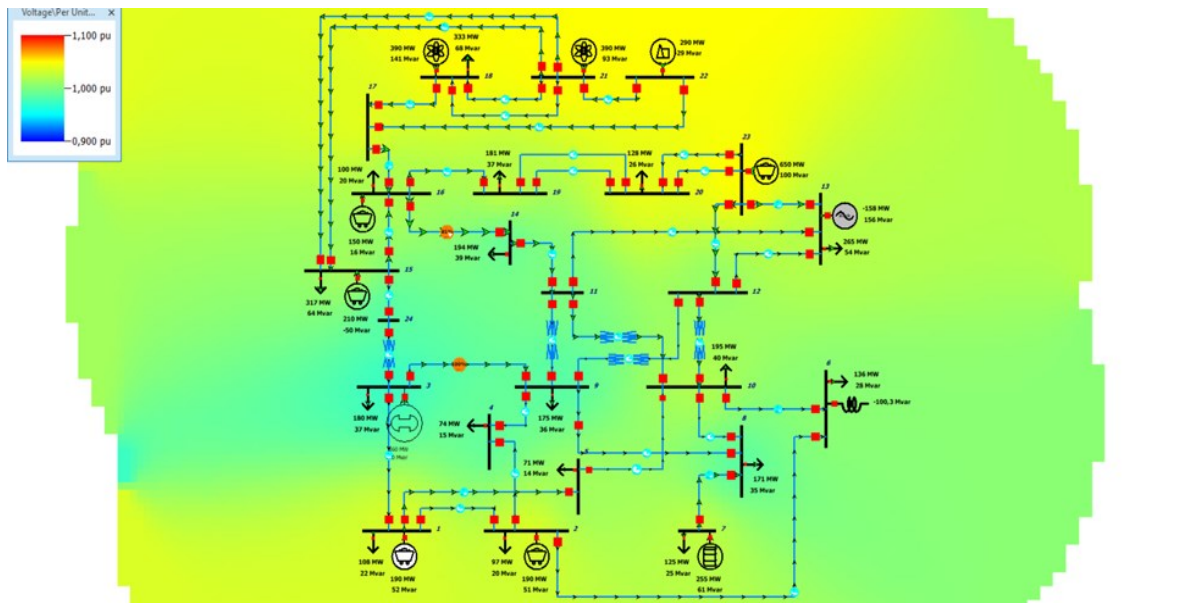 Voltage\Per Unit...
1,100 pu
1,000 pu
0,900 pu
390 MW
141 Mvar
333 MW
68 Mvar
390 MW
93 Mvar
290 MW
-29 Mvar
18
21
22
17
23
181 MW
37 Mvar
128 MW
26 Mvar
650 MW
100 Mvar
100 MW
20 Mvar
16
19
20
13
150 MW
16 Mvar
14
194 MW
39 Mvar
-158 MW
156 Mvar
265 MW
54 Mvar
15
317 MW
64 Mvar
210 MW
-50 Mvar
11
12
24
195 MW
40 Mvar
6
136 MW
28 Mvar
-100,3 Mvar
3
9
10
180 MW
37 Mvar
4
74 MW
15 Mvar
175 MW
36 Mvar
8
71 MW
14 Mvar
171 MW
35 Mvar
1
2
7
108 MW
22 Mvar
190 MW
52 Mvar
97 MW
20 Mvar
190 MW
51 Mvar
125 MW
25 Mvar
255 MW
61 Mvar